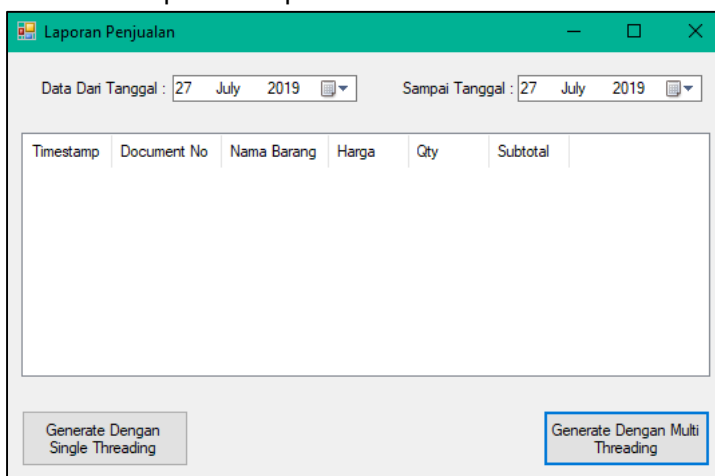 Laporan Penjualan
Data Dari Tanggal : 27 July 2019 Sampai Tanggal : 27 July 2019
Timestamp Document No Nama Barang Harga Qty Subtotal
Generate Dengan
Single Threading
Generate Dengan Multi
Threading